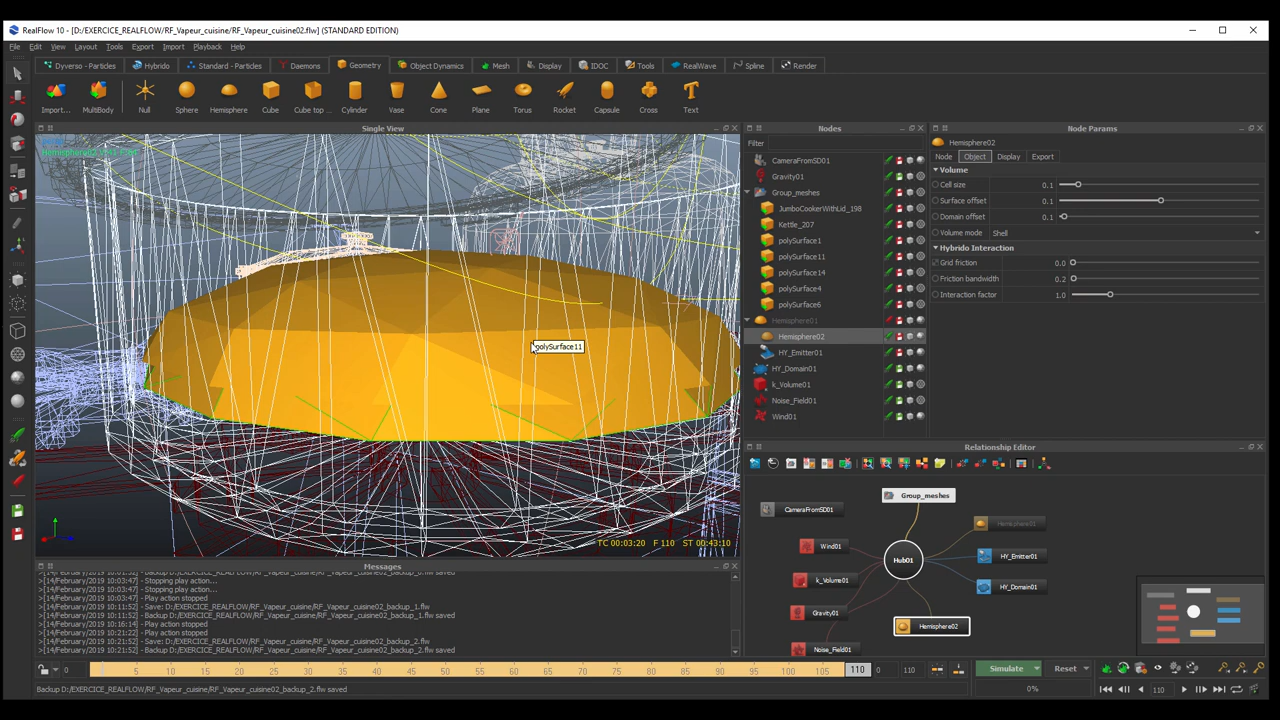 RealFlow 10 - [D:/EXERCICE_REALFLOW/RF_Vapeur_cuisine/RF_Vapeur_cuisine02.flw] (STANDARD EDITION)
File Edit View Layout Tools Export Import Playback Help
Dyverso - Particles Hybrido Standard - Particles Daemons Geometry Object Dynamics Mesh Display IDOC Tools RealWave Spline Render
Import... MultiBody Null Sphere Hemisphere Cube Cube top... Cylinder Vase Cone Plane Torus Rocket Capsule Cross Text
Single View
polySurface11
TC 00:03:20 F 110 ST 00:43:10
Nodes
Filter
CameraFromSD01
Gravity01
Group_meshes
JumboCookerWithLid_198
Kettle_207
polySurface1
polySurface11
polySurface14
polySurface4
polySurface6
Hemisphere01
Hemisphere02
HY_Emitter01
HY_Domain01
k_Volume01
Noise_Field01
Wind01
Node Params
Hemisphere02
Node Object Display Export
Volume
Cell size 0.1
Surface offset 0.1
Domain offset 0.1
Volume mode Shell
Hybrido Interaction
Grid friction 0.0
Friction bandwidth 0.2
Interaction factor 1.0
Relationship Editor
Group_meshes
CameraFromSD01
Hemisphere01
Wind01
HY_Emitter01
Hub01
k_Volume01
HY_Domain01
Gravity01
Hemisphere02
Noise_Field01
Messages
>[14/February/2019 10:03:47] - Stopping play action...
>[14/February/2019 10:03:47] - Play action stopped
>[14/February/2019 10:11:52] - Save: D:/EXERCICE_REALFLOW/RF_Vapeur_cuisine/RF_Vapeur_cuisine02_backup_1.flw
>[14/February/2019 10:11:52] - Backup D:/EXERCICE_REALFLOW/RF_Vapeur_cuisine/RF_Vapeur_cuisine02_backup_1.flw saved
>[14/February/2019 10:16:14] - Play action stopped
>[14/February/2019 10:21:22] - Play action stopped
>[14/February/2019 10:21:52] - Save: D:/EXERCICE_REALFLOW/RF_Vapeur_cuisine/RF_Vapeur_cuisine02_backup_2.flw
>[14/February/2019 10:21:52] - Backup D:/EXERCICE_REALFLOW/RF_Vapeur_cuisine/RF_Vapeur_cuisine02_backup_2.flw saved
0 5 10 15 20 25 30 35 40 45 50 55 60 65 70 75 80 85 90 95 100 105 110 0 110 Simulate Reset
Backup D:/EXERCICE_REALFLOW/RF_Vapeur_cuisine/RF_Vapeur_cuisine02_backup_2.flw saved 0% 110